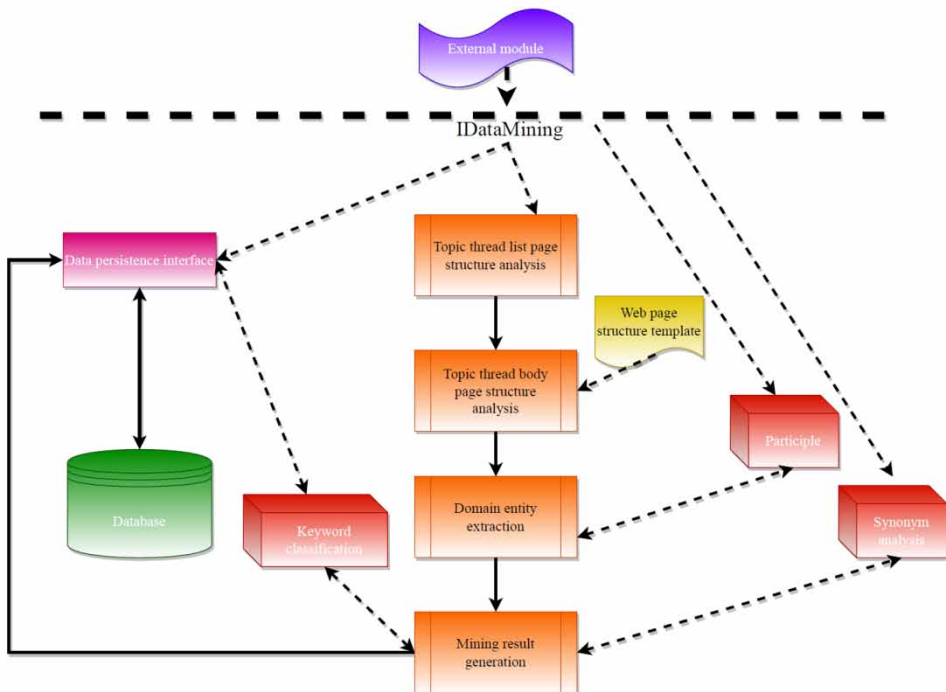 External module
IDataMining
Data persistence interface
Topic thread list page
structure analysis
Web page
structure template
Topic thread body
page structure
analysis
Participle
Database
Keyword
classification
Domain entity
extraction
Synonym
analysis
Mining result
generation